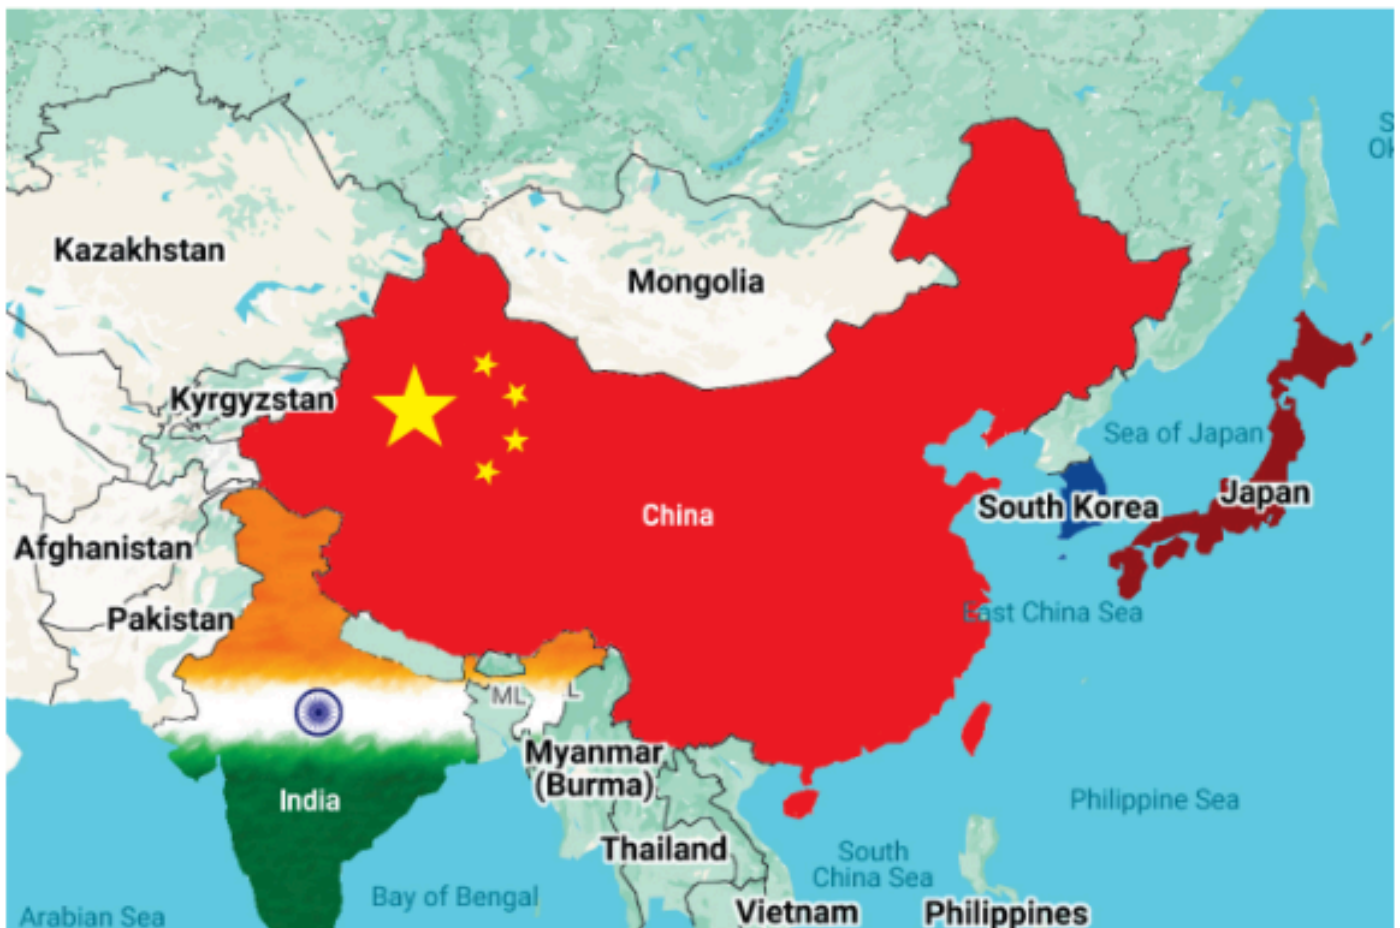 S
Ok
Kazakhstan
Mongolia
Kyrgyzstan
Sea of Japan
Japan
South Korea
China
Afghanistan
Pakistan
East China Sea
ML
L
Myanmar
(Burma)
India
Philippine Sea
Thailand
South
China Sea
Bay of Bengal
Arabian Sea
Vietnam
Philippines